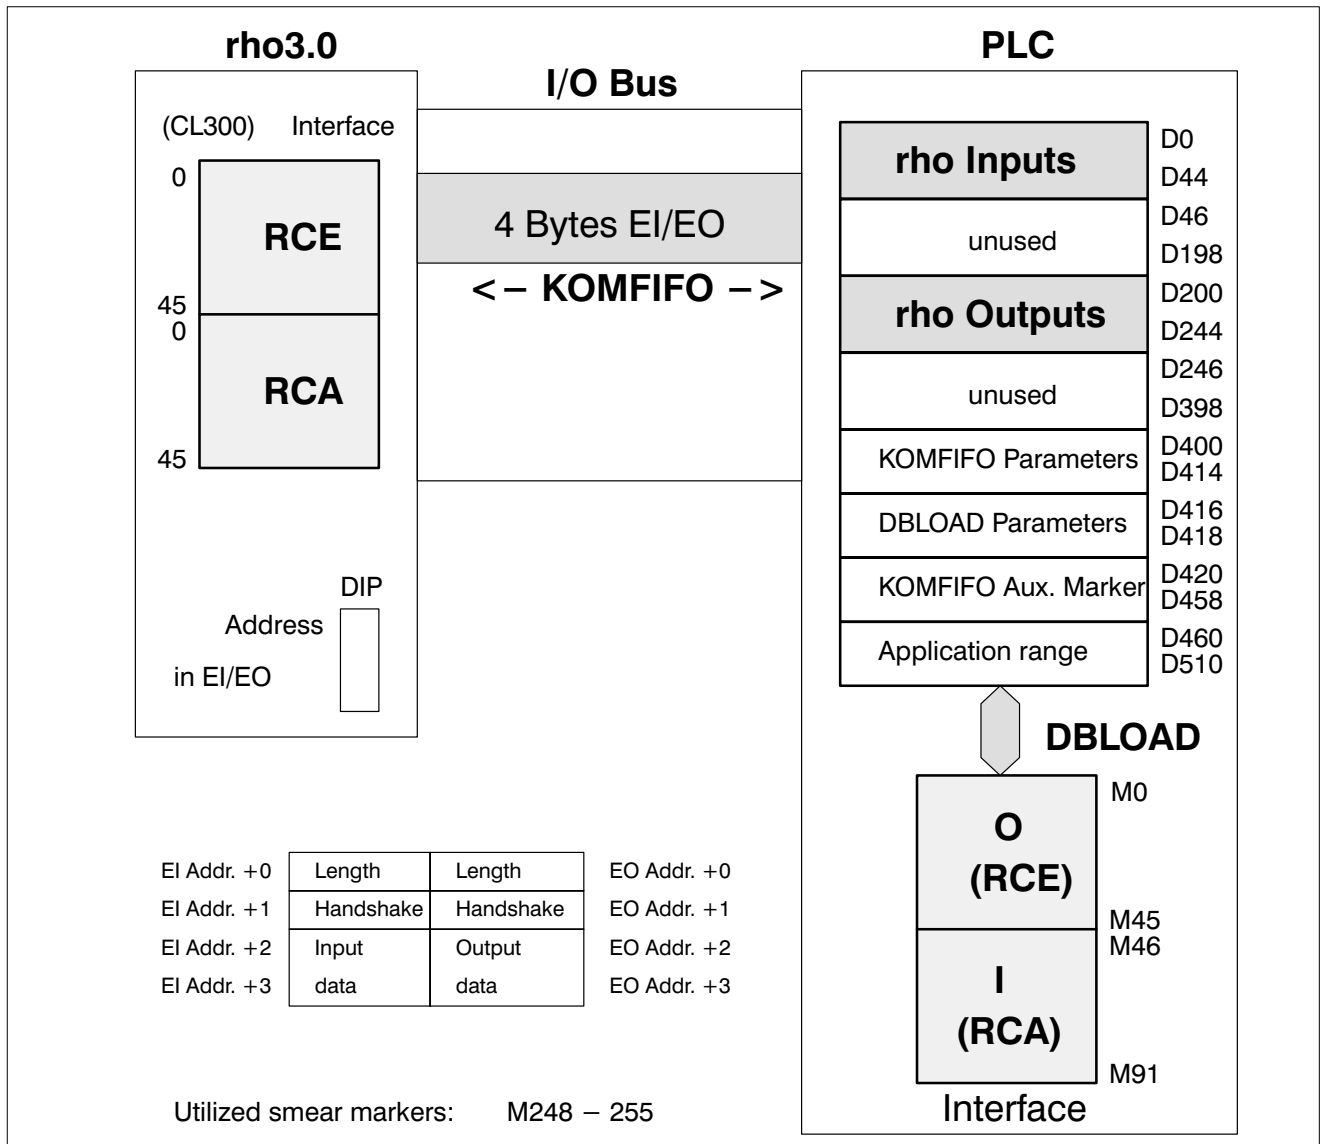 rho3.0
(CL300) Interface
0
RCE
45
0
RCA
45
DIP
Address
in EI/EO
I/O Bus
4 Bytes EI/EO
<− KOMFIFO −>
PLC
rho Inputs
D0
D44
unused
D46
D198
rho Outputs
D200
D244
unused
D246
D398
KOMFIFO Parameters
D400
D414
DBLOAD Parameters
D416
D418
KOMFIFO Aux. Marker
D420
D458
Application range
D460
D510
DBLOAD
M0
O
(RCE)
M45
M46
I
(RCA)
M91
Interface
EI Addr. +0 Length Length EO Addr. +0
EI Addr. +1 Handshake Handshake EO Addr. +1
EI Addr. +2 Input Output EO Addr. +2
EI Addr. +3 data data EO Addr. +3
Utilized smear markers: M248 − 255